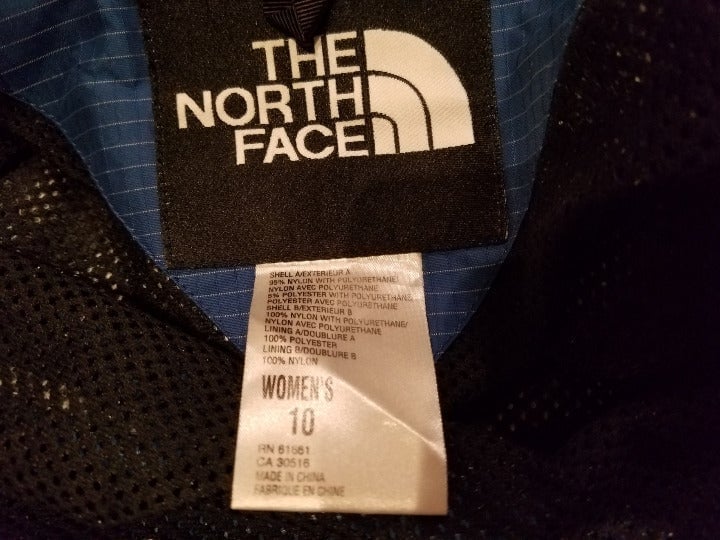 THE
NORTH
FACE
SHELL A/EXTERIEUR A
95% NYLON WITH POLYURETHANE/
NYLON AVEC POLYURETHANE
5% POLYESTER WITH POLYURETHANE/
POLYESTER AVEC POLYURETHANE
SHELL B/EXTERIEUR B
100% NYLON WITH POLYURETHANE/
NYLON AVEC POLYURETHANE
LINING A/DOUBLURE A
100% POLYESTER
LINING B/DOUBLURE B
100% NYLON
WOMEN'S
10
RN 61661
CA 30516
MADE IN CHINA
FABRIQUE EN CHINE